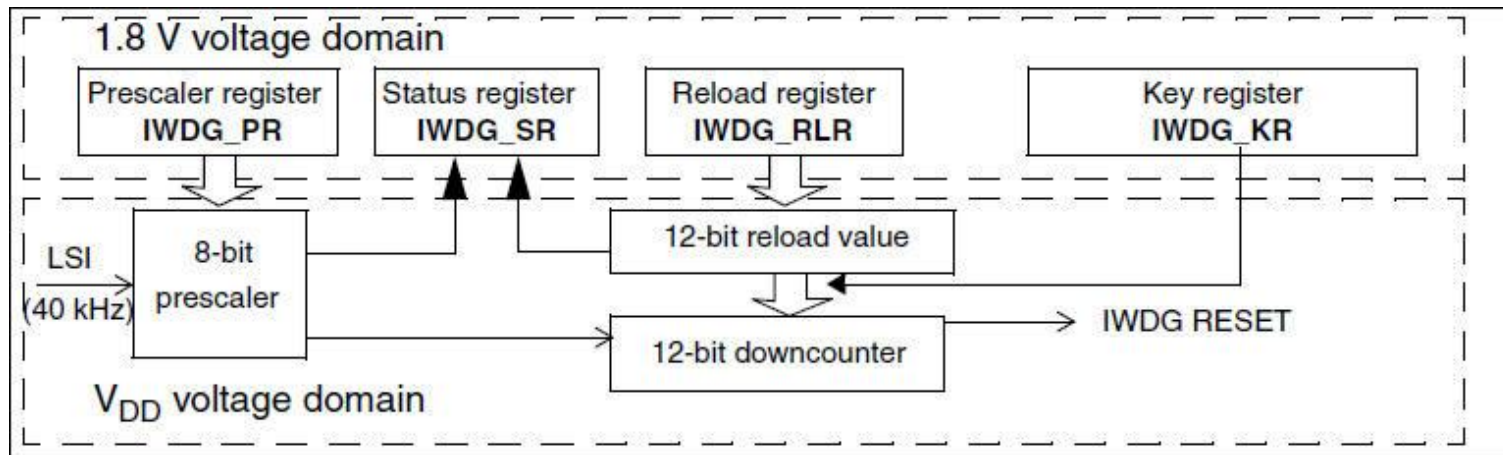 1.8 V voltage domain
Prescaler register
IWDG_PR
Status register
IWDG_SR
Reload register
IWDG_RLR
Key register
IWDG_KR
LSI
(40 kHz)
8-bit
prescaler
12-bit reload value
12-bit downcounter
IWDG RESET
VDD voltage domain